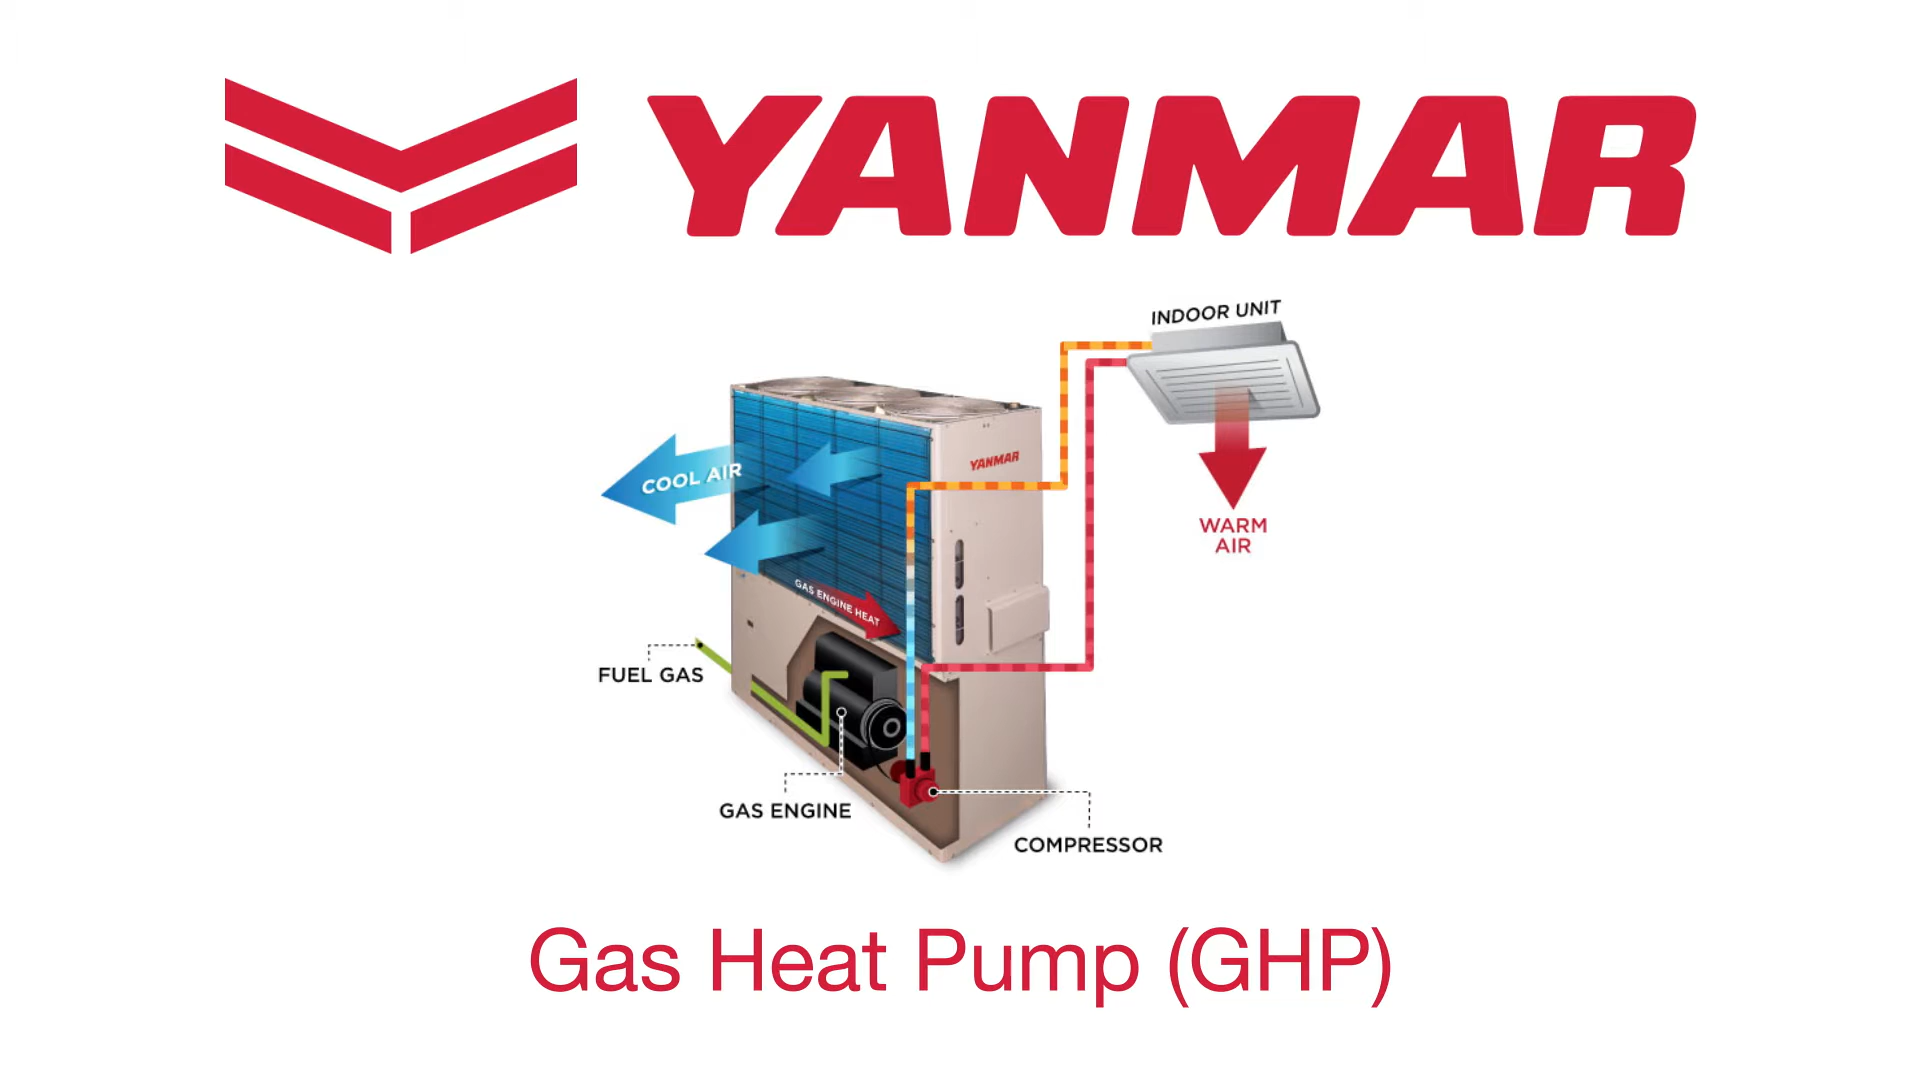 YANMAR
INDOOR UNIT
YANMAR
COOL AIR
WARM
AIR
GAS ENGINE HEAT
FUEL GAS
GAS ENGINE
COMPRESSOR
Gas Heat Pump (GHP)